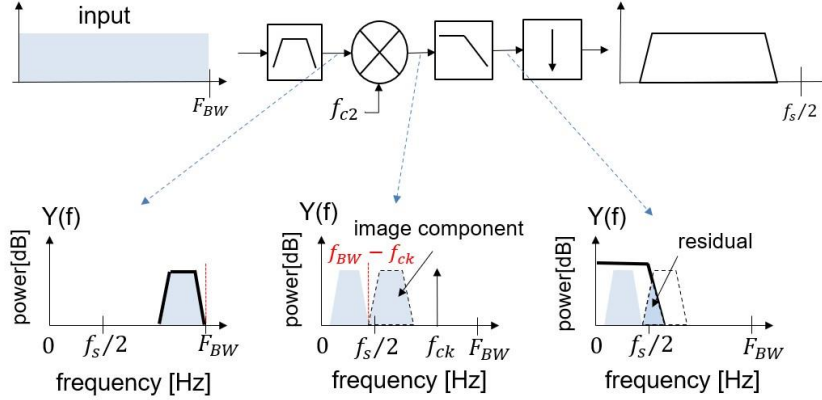 input
F_BW
f_c2
f_s/2
Y(f)
power[dB]
0
f_s/2
F_BW
frequency [Hz]
Y(f)
image component
f_BW − f_ck
power[dB]
0
f_s/2
f_ck
F_BW
frequency [Hz]
Y(f)
residual
power[dB]
0
f_s/2
F_BW
frequency [Hz]